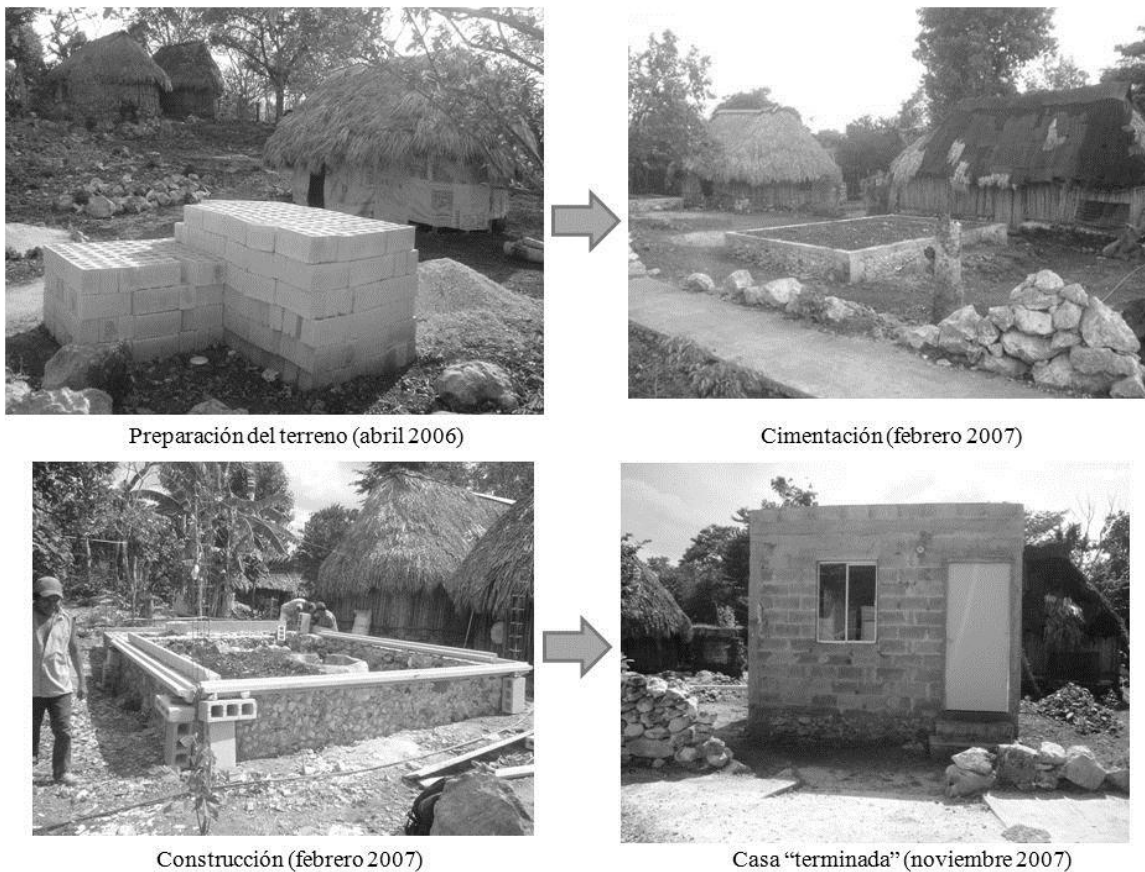 Preparación del terreno (abril 2006)
Cimentación (febrero 2007)
Construcción (febrero 2007)
Casa “terminada” (noviembre 2007)